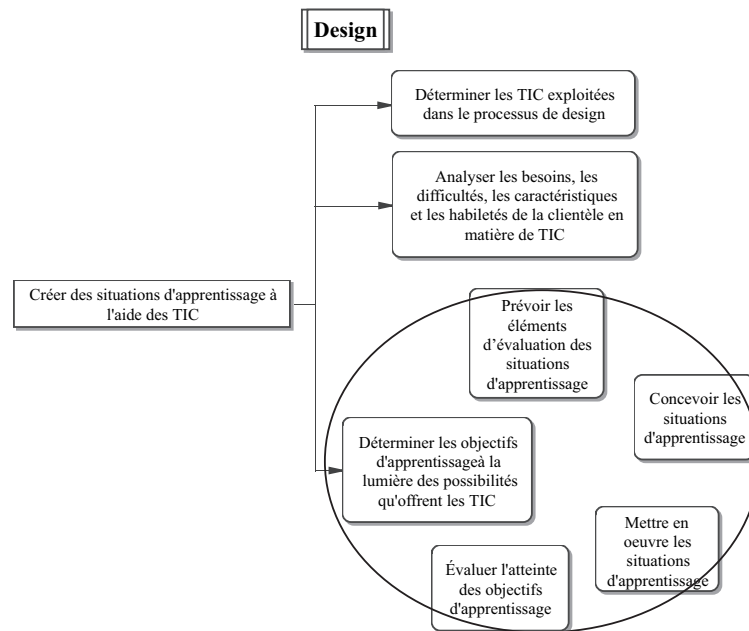 Design
Déterminer les TIC exploitées
dans le processus de design
Analyser les besoins, les
difficultés, les caractéristiques
et les habiletés de la clientèle en
matière de TIC
Créer des situations d'apprentissage à
l'aide des TIC
Prévoir les
éléments
d’évaluation des
situations
d'apprentissage
Concevoir les
situations
d'apprentissage
Déterminer les objectifs
d'apprentissageà la
lumière des possibilités
qu'offrent les TIC
Mettre en
oeuvre les
situations
d'apprentissage
Évaluer l'atteinte
des objectifs
d'apprentissage